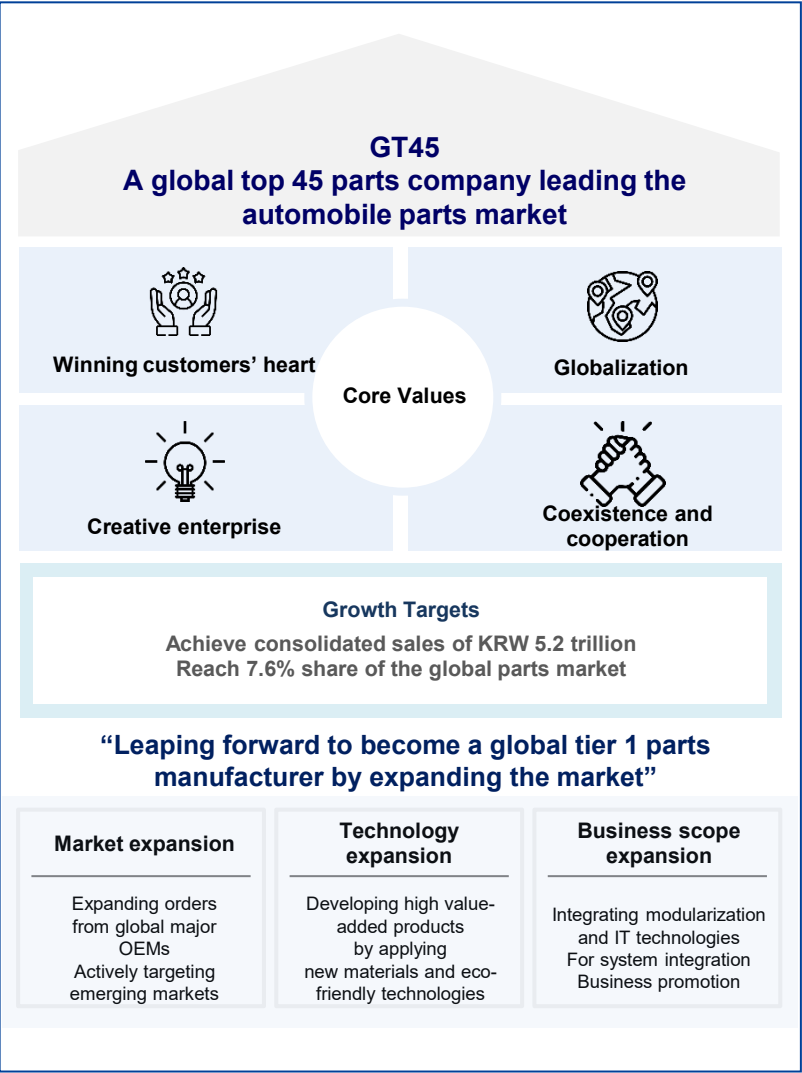 GT45
A global top 45 parts company leading the
automobile parts market
Winning customers’ heart
Globalization
Core Values
Creative enterprise
Coexistence and
cooperation
Growth Targets
Achieve consolidated sales of KRW 5.2 trillion
Reach 7.6% share of the global parts market
“Leaping forward to become a global tier 1 parts
manufacturer by expanding the market”
Market expansion
Expanding orders
from global major
OEMs
Actively targeting
emerging markets
Technology
expansion
Developing high value-
added products
by applying
new materials and eco-
friendly technologies
Business scope
expansion
Integrating modularization
and IT technologies
For system integration
Business promotion